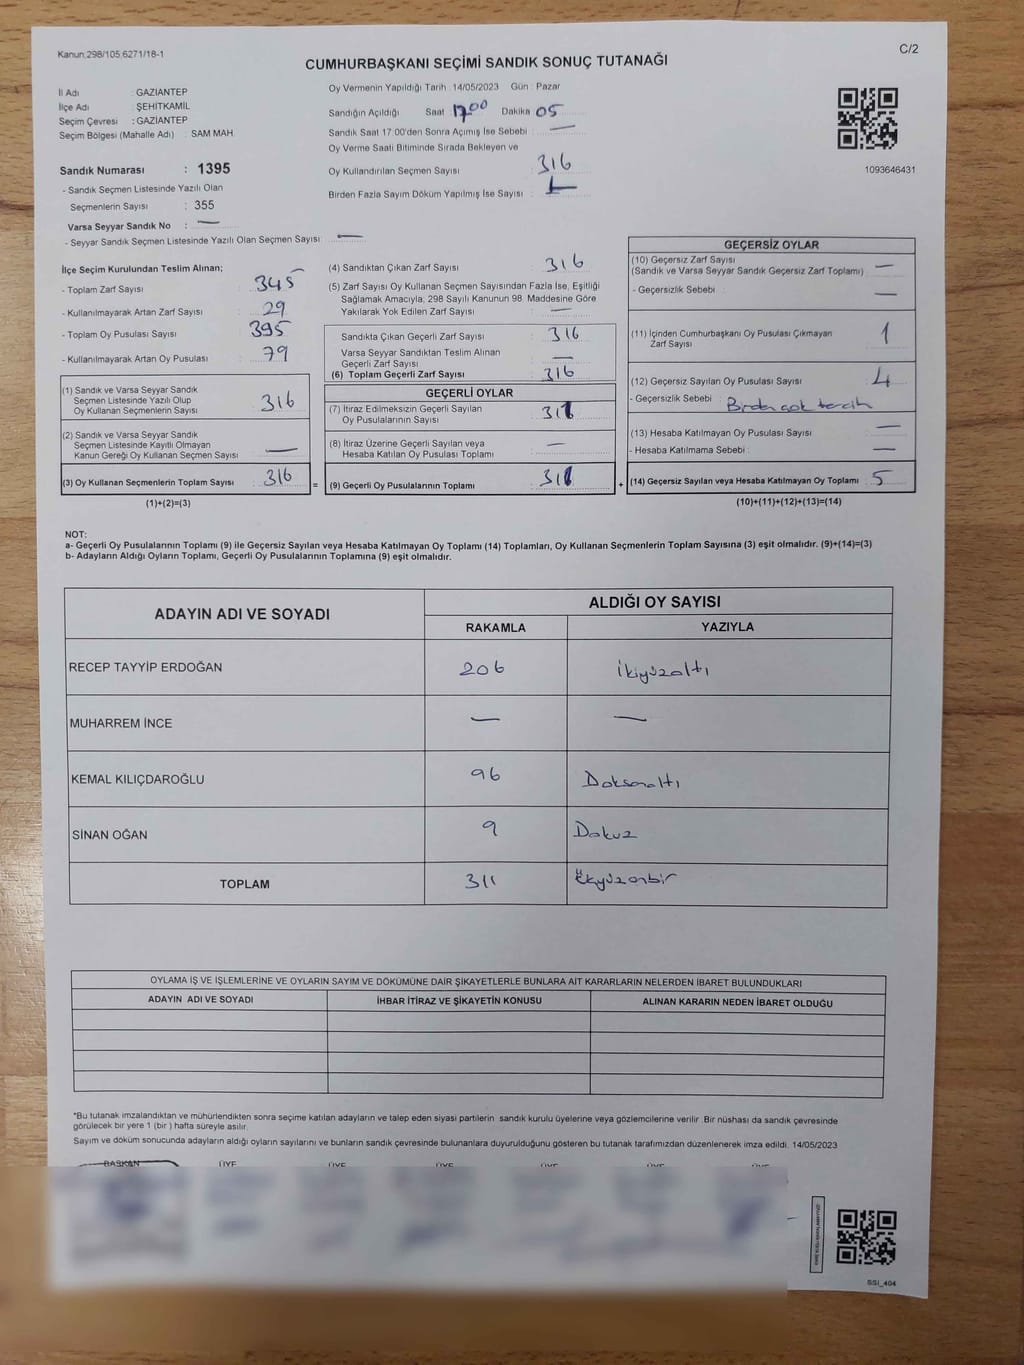 Kanun:298/105;6271/18-1
C/2
CUMHURBAŞKANI SEÇİMİ SANDIK SONUÇ TUTANAĞI
İl Adı : GAZİANTEP
İlçe Adı : ŞEHİTKAMİL
Seçim Çevresi : GAZİANTEP
Seçim Bölgesi (Mahalle Adı) : SAM MAH.
Sandık Numarası : 1395
- Sandık Seçmen Listesinde Yazılı Olan
Seçmenlerin Sayısı : 355
Varsa Seyyar Sandık No : —
- Seyyar Sandık Seçmen Listesinde Yazılı Olan Seçmen Sayısı : —
Oy Vermenin Yapıldığı Tarih : 14/05/2023 Gün : Pazar
Sandığın Açıldığı Saat 17:00 Dakika 05
Sandık Saat 17.00'den Sonra Açımış İse Sebebi : —
Oy Verme Saati Bitiminde Sırada Bekleyen ve
Oy Kullandırılan Seçmen Sayısı : 316
Birden Fazla Sayım Döküm Yapılmış İse Sayısı :
1093646431
İlçe Seçim Kurulundan Teslim Alınan;
- Toplam Zarf Sayısı : 345
- Kullanılmayarak Artan Zarf Sayısı : 29
- Toplam Oy Pusulası Sayısı : 395
- Kullanılmayarak Artan Oy Pusulası : 79
(1) Sandık ve Varsa Seyyar Sandık
Seçmen Listesinde Yazılı Olup
Oy Kullanan Seçmenlerin Sayısı : 316
(2) Sandık ve Varsa Seyyar Sandık
Seçmen Listesinde Kayıtlı Olmayan
Kanun Gereği Oy Kullanan Seçmen Sayısı : —
(3) Oy Kullanan Seçmenlerin Toplam Sayısı : 316
(1)+(2)=(3)
(4) Sandıktan Çıkan Zarf Sayısı : 316
(5) Zarf Sayısı Oy Kullanan Seçmen Sayısından Fazla İse, Eşitliği
Sağlamak Amacıyla, 298 Sayılı Kanunun 98. Maddesine Göre
Yakılarak Yok Edilen Zarf Sayısı : —
Sandıkta Çıkan Geçerli Zarf Sayısı : 316
Varsa Seyyar Sandıktan Teslim Alınan
Geçerli Zarf Sayısı : —
(6) Toplam Geçerli Zarf Sayısı : 316
GEÇERLİ OYLAR
(7) İtiraz Edilmeksizin Geçerli Sayılan
Oy Pusulalarının Sayısı : 311
(8) İtiraz Üzerine Geçerli Sayılan veya
Hesaba Katılan Oy Pusulası Toplamı : —
= (9) Geçerli Oy Pusulalarının Toplamı : 311
GEÇERSİZ OYLAR
(10) Geçersiz Zarf Sayısı : —
(Sandık ve Varsa Seyyar Sandık Geçersiz Zarf Toplamı)
- Geçersizlik Sebebi : —
(11) İçinden Cumhurbaşkanı Oy Pusulası Çıkmayan
Zarf Sayısı : 1
(12) Geçersiz Sayılan Oy Pusulası Sayısı : 4
- Geçersizlik Sebebi : Birden çok tercih
(13) Hesaba Katılmayan Oy Pusulası Sayısı : —
- Hesaba Katılmama Sebebi : —
+ (14) Geçersiz Sayılan veya Hesaba Katılmayan Oy Toplamı : 5
(10)+(11)+(12)+(13)=(14)
NOT:
a- Geçerli Oy Pusulalarının Toplamı (9) ile Geçersiz Sayılan veya Hesaba Katılmayan Oy Toplamı (14) Toplamları, Oy Kullanan Seçmenlerin Toplam Sayısına (3) eşit olmalıdır. (9)+(14)=(3)
b- Adayların Aldığı Oyların Toplamı, Geçerli Oy Pusulalarının Toplamına (9) eşit olmalıdır.
ADAYIN ADI VE SOYADI
ALDIĞI OY SAYISI
RAKAMLA YAZIYLA
RECEP TAYYİP ERDOĞAN 206 İkiyüzaltı
MUHARREM İNCE — —
KEMAL KILIÇDAROĞLU 96 Doksanaltı
SİNAN OĞAN 9 Dokuz
TOPLAM 311
OYLAMA İŞ VE İŞLEMLERİNE VE OYLARIN SAYIM VE DÖKÜMÜNE DAİR ŞİKAYETLERLE BUNLARA AİT KARARLARIN NELERDEN İBARET BULUNDUKLARI
ADAYIN ADI VE SOYADI İHBAR İTİRAZ VE ŞİKAYETİN KONUSU ALINAN KARARIN NEDEN İBARET OLDUĞU
*Bu tutanak imzalandıktan ve mühürlendikten sonra seçime katılan adayların ve talep eden siyasi partilerin sandık kurulu üyelerine veya gözlemcilerine verilir. Bir nüshası da sandık çevresinde
görülecek bir yere 1 (bir) hafta süreyle asılır.
Sayım ve döküm sonucunda adayların aldığı oyların sayılarını ve bunların sandık çevresinde bulunanlara duyurulduğunu gösteren bu tutanak tarafımızdan düzenlenerek imza edildi. 14/05/2023
BAŞKAN ÜYE ÜYE ÜYE ÜYE ÜYE ÜYE
SSI_404